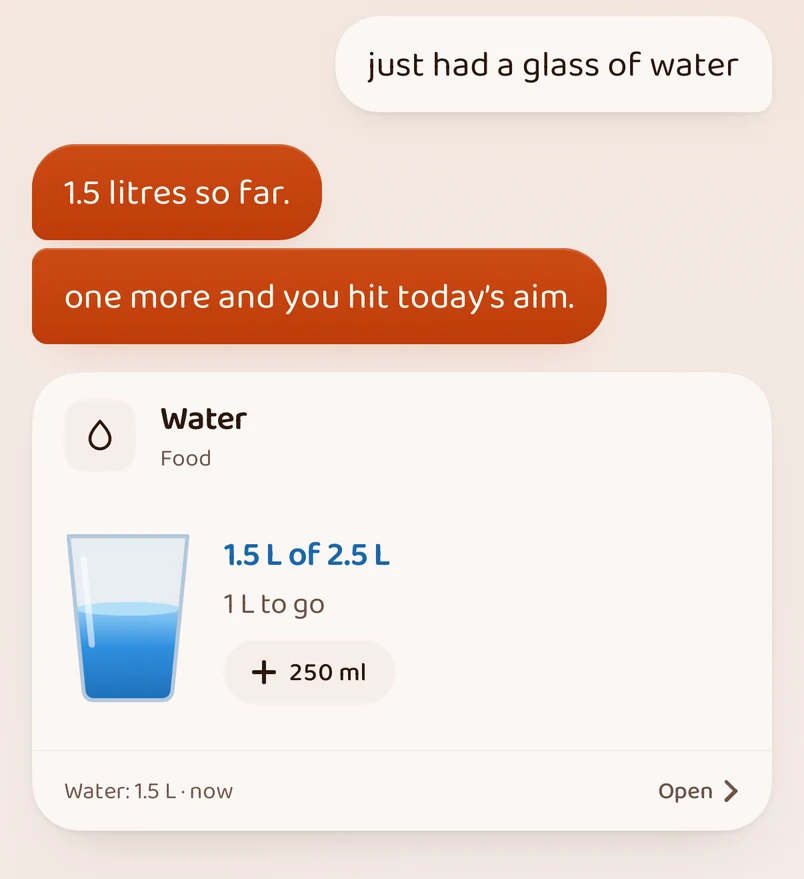 just had a glass of water
1.5 litres so far.
one more and you hit today's aim.
Water
Food
1.5 L of 2.5 L
1 L to go
+ 250 ml
Water: 1.5 L · now
Open